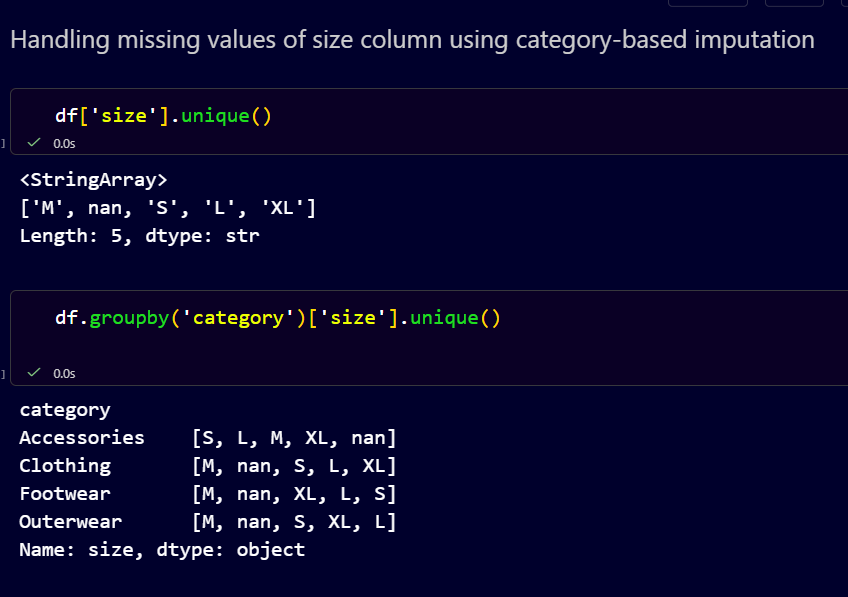 Handling missing values of size column using category-based imputation
df['size'].unique()
]
0.0s
<StringArray>
['M', nan, 'S', 'L', 'XL']
Length: 5, dtype: str
df.groupby('category')['size'].unique()
]
0.0s
category
Accessories    [S, L, M, XL, nan]
Clothing       [M, nan, S, L, XL]
Footwear       [M, nan, XL, L, S]
Outerwear      [M, nan, S, XL, L]
Name: size, dtype: object